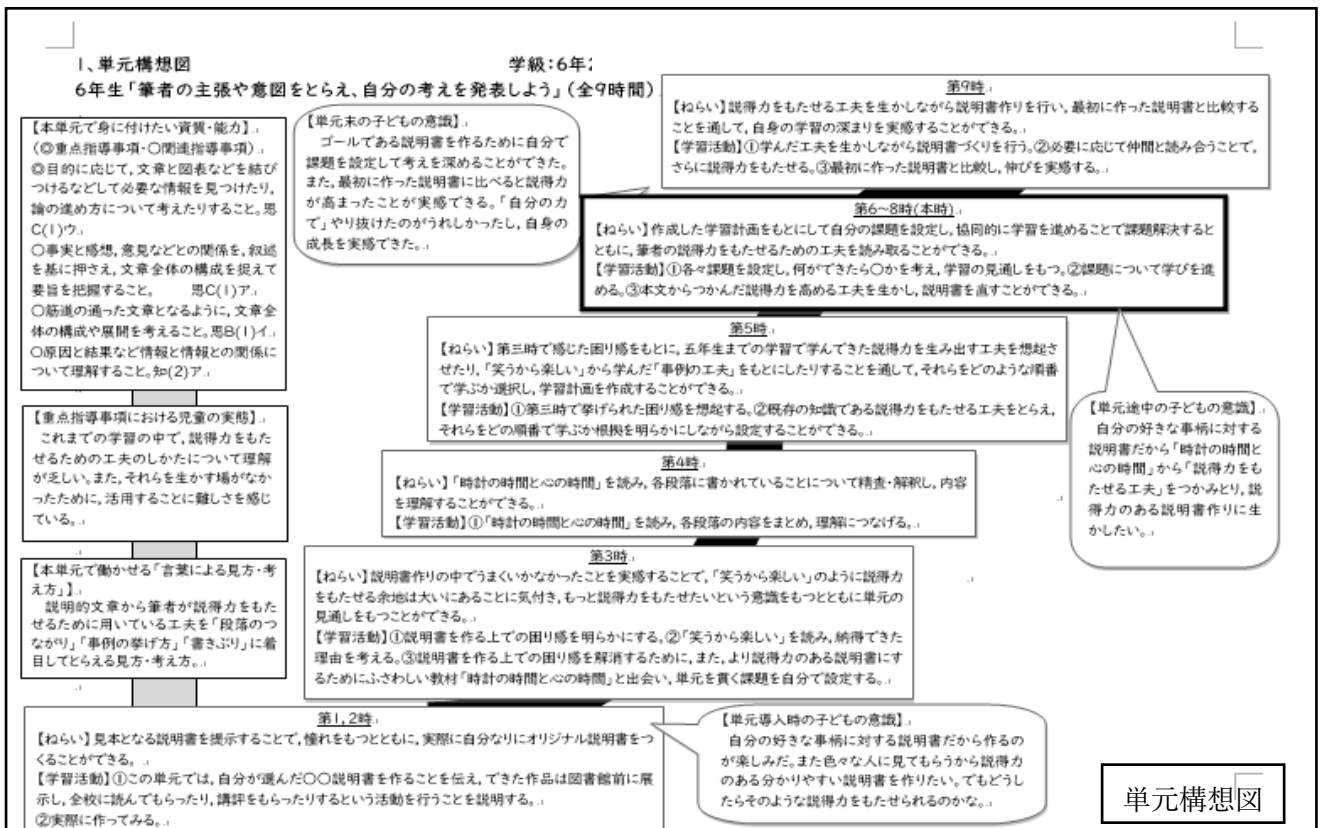 1、単元構想図　学級:6年
6年生「筆者の主張や意図をとらえ、自分の考えを発表しよう」(全9時間)
【本単元で身に付けたい資質・能力】
(◎重点指導事項・〇関連指導事項)
◎目的に応じて,文章と図表などを結び
つけるなどして必要な情報を見つけたり,
論の進め方について考えたりすること。思
C(1)ウ
〇事実と感想,意見などとの関係を,叙述
を基に押さえ,文章全体の構成を捉えて
要旨を把握すること。　思C(1)ア
〇筋道の通った文章となるように,文章全
体の構成や展開を考えること。思B(1)イ
〇原因と結果など情報と情報との関係に
ついて理解すること。知(2)ア
【重点指導事項における児童の実態】
これまでの学習の中で,説得力をもた
せるための工夫のしかたについて理解
が乏しい。また,それらを生かす場がなか
ったために,活用することに難しさを感じ
ている。
【本単元で働かせる「言葉による見方・考
え方」】
説明的文章から筆者が説得力をもた
せるために用いている工夫を「段落のつ
ながり」「事例の挙げ方」「書きぶり」に着
目してとらえる見方・考え方。
【単元末の子どもの意識】
ゴールである説明書を作るために自分で
課題を設定して考えを深めることができた。
また,最初に作った説明書に比べると説得力
が高まったことが実感できる。「自分の力
で」やり抜けたのがうれしかったし,自身の
成長を実感できた。
第9時
【ねらい】説得力をもたせる工夫を生かしながら説明書作りを行い,最初に作った説明書と比較する
ことを通して,自身の学習の深まりを実感することができる。
【学習活動】①学んだ工夫を生かしながら説明書づくりを行う。②必要に応じて仲間と読み合うことで,
さらに説得力をもたせる。③最初に作った説明書と比較し,伸びを実感する。
第6~8時(本時)
【ねらい】作成した学習計画をもとにして自分の課題を設定し,協同的に学習を進めることで課題解決すると
ともに,筆者の説得力をもたせるための工夫を読み取ることができる。
【学習活動】①各々課題を設定し,何ができたら〇かを考え,学習の見通しをもつ。②課題について学びを進
める。③本文からつかんだ説得力を高める工夫を生かし,説明書を直すことができる。
第5時
【ねらい】第三時で感じた困り感をもとに,五年生までの学習で学んできた説得力を生み出す工夫を想起さ
せたり,「笑うから楽しい」から学んだ「事例の工夫」をもとにしたりすることを通して,それらをどのような順番
で学ぶか選択し,学習計画を作成することができる。
【学習活動】①第三時で挙げられた困り感を想起する。②既存の知識である説得力をもたせる工夫をとらえ,
それらをどの順番で学ぶか根拠を明らかにしながら設定することができる。
【単元途中の子どもの意識】
自分の好きな事柄に対する
説明書だから「時計の時間と
心の時間」から「説得力をも
たせる工夫」をつかみとり,説
得力のある説明書作りに生
かしたい。
第4時
【ねらい】「時計の時間と心の時間」を読み,各段落に書かれていることについて精査・解釈し,内容
を理解することができる。
【学習活動】①「時計の時間と心の時間」を読み,各段落の内容をまとめ,理解につなげる。
第3時
【ねらい】説明書作りの中でうまくいかなかったことを実感することで,「笑うから楽しい」のように説得力
をもたせる余地は大いにあることに気付き,もっと説得力をもたせたいという意識をもつとともに単元の
見通しをもつことができる。
【学習活動】①説明書を作る上での困り感を明らかにする。②「笑うから楽しい」を読み,納得できた
理由を考える。③説明書を作る上での困り感を解消するために,また,より説得力のある説明書にす
るためにふさわしい教材「時計の時間と心の時間」と出会い,単元を貫く課題を自分で設定する。
第1,2時
【ねらい】見本となる説明書を提示することで,憧れをもつとともに,実際に自分なりにオリジナル説明書をつ
くることができる。
【学習活動】①この単元では,自分が選んだ〇〇説明書を作ることを伝え,できた作品は図書館前に展
示し,全校に読んでもらったり,講評をもらったりするという活動を行うことを説明する。
②実際に作ってみる。
【単元導入時の子どもの意識】
自分の好きな事柄に対する説明書だから作るの
が楽しみだ。また色々な人に見てもらうから説得力
のある分かりやすい説明書を作りたい。でもどうし
たらそのような説得力をもたせられるのかな。
単元構想図